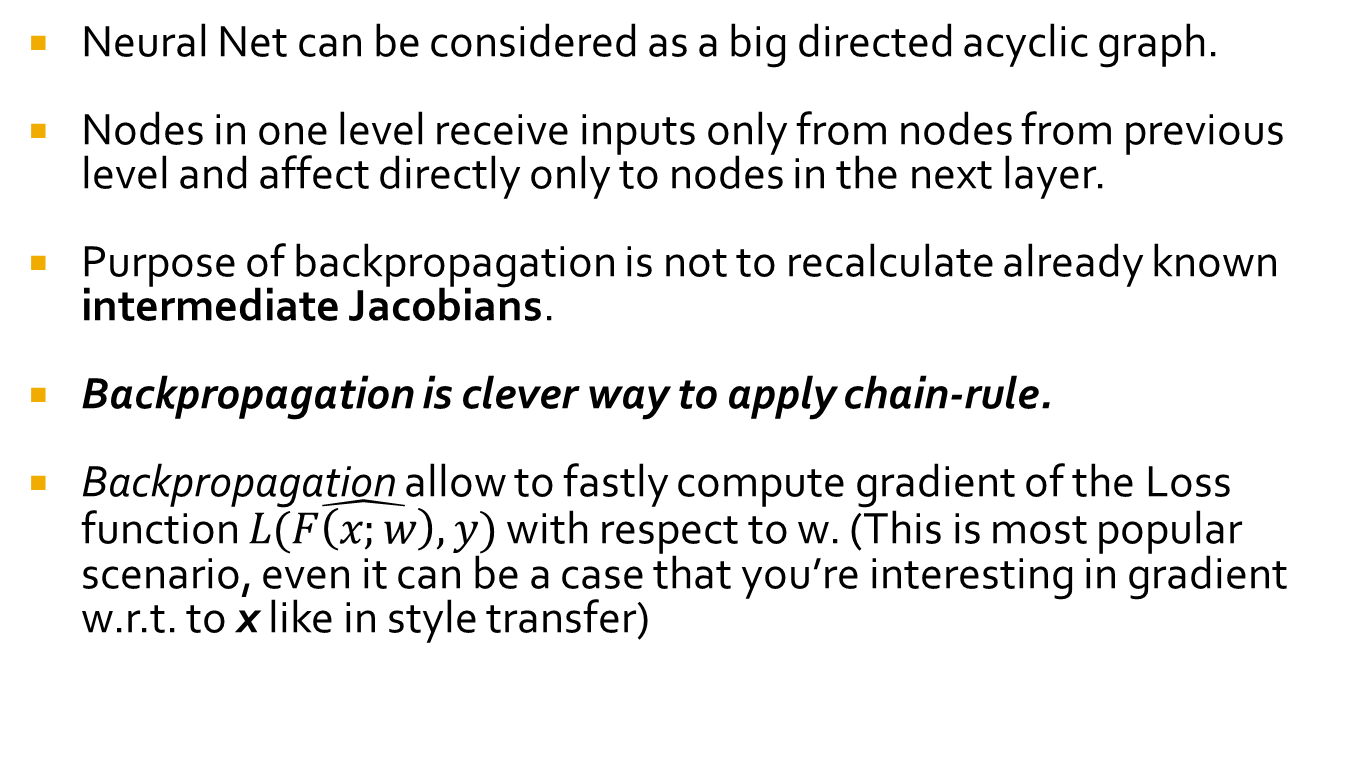 Neural Net can be considered as a big directed acyclic graph.
Nodes in one level receive inputs only from nodes from previous
level and affect directly only to nodes in the next layer.
Purpose of backpropagation is not to recalculate already known
intermediate Jacobians.
Backpropagation is clever way to apply chain-rule.
Backpropagation allow to fastly compute gradient of the Loss
function L(F(x; w), y) with respect to w. (This is most popular
scenario, even it can be a case that you’re interesting in gradient
w.r.t. to x like in style transfer)